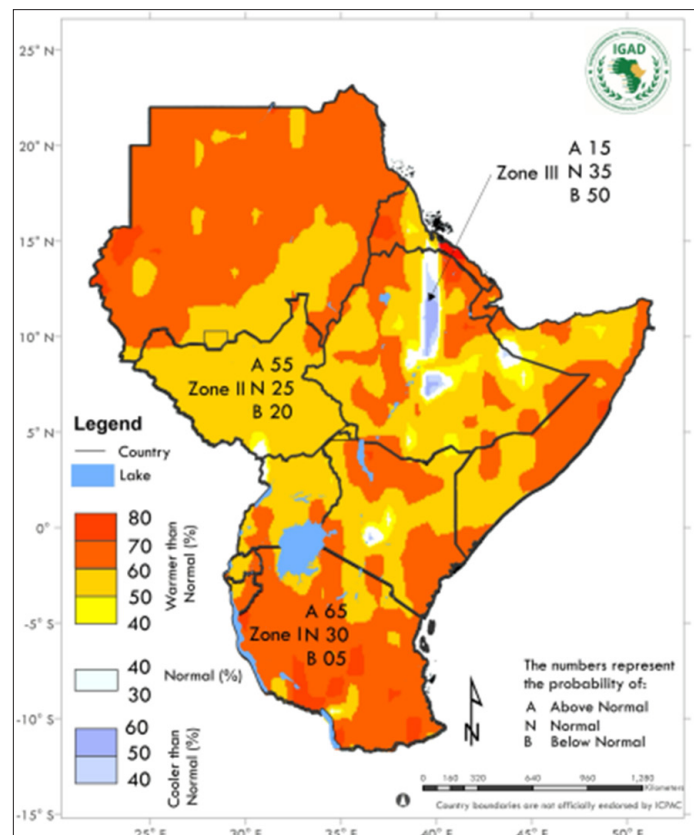 25° N
20° N
15° N
10° N
5° N
0°
-5° S
-10° S
-15° S
IGAD
A 15
Zone III N 35
B 50
A 55
Zone II N 25
B 20
A 65
Zone I N 30
B 05
Legend
Country
Lake
80
70
60
50
40
Warmer than
Normal (%)
40
30
Normal (%)
60
50
40
Cooler than
Normal (%)
The numbers represent
the probability of:
A Above Normal
N Normal
B Below Normal
N
0 160 320 640 960 1,280
Kilometers
Country boundaries are not officially endorsed by ICPAC
25° E 30° E 35° E 40° E 45° E 50° E